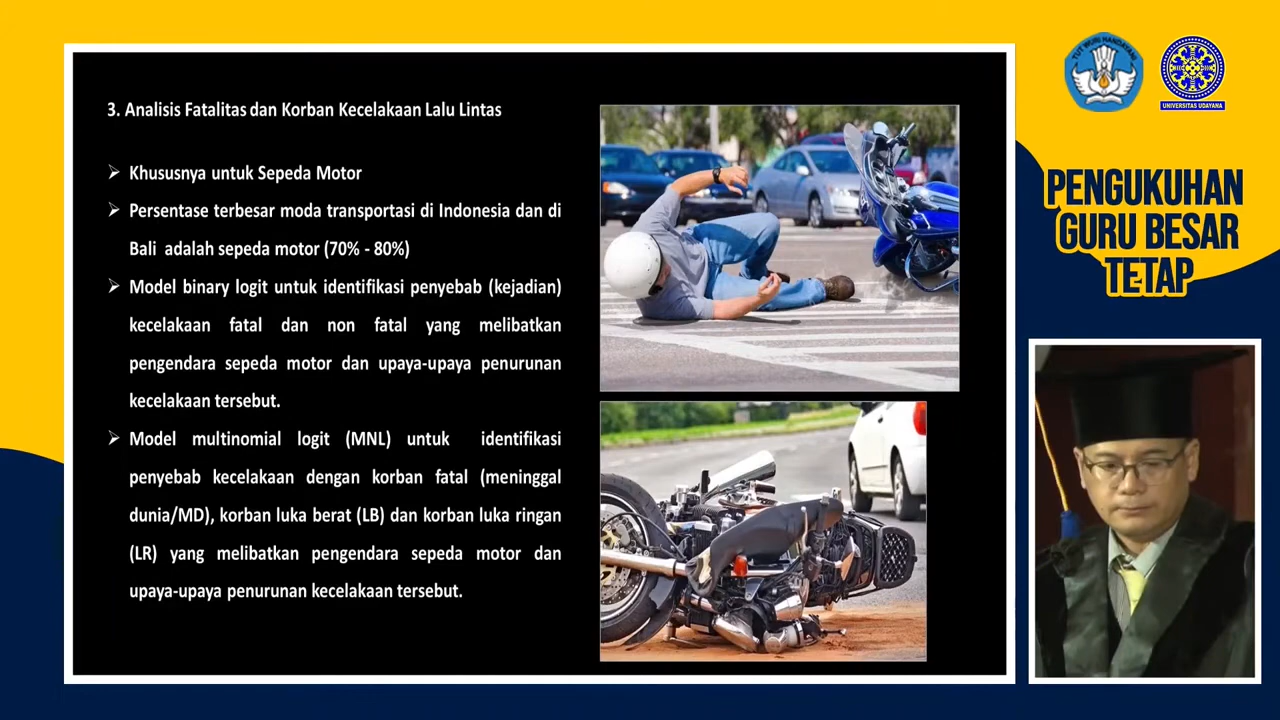 3. Analisis Fatalitas dan Korban Kecelakaan Lalu Lintas
➢ Khususnya untuk Sepeda Motor
➢ Persentase terbesar moda transportasi di Indonesia dan di
Bali adalah sepeda motor (70% - 80%)
➢ Model binary logit untuk identifikasi penyebab (kejadian)
kecelakaan fatal dan non fatal yang melibatkan
pengendara sepeda motor dan upaya-upaya penurunan
kecelakaan tersebut.
➢ Model multinomial logit (MNL) untuk identifikasi
penyebab kecelakaan dengan korban fatal (meninggal
dunia/MD), korban luka berat (LB) dan korban luka ringan
(LR) yang melibatkan pengendara sepeda motor dan
upaya-upaya penurunan kecelakaan tersebut.
TUT WURI HANDAYANI
UNIVERSITAS UDAYANA
PENGUKUHAN
GURU BESAR
TETAP